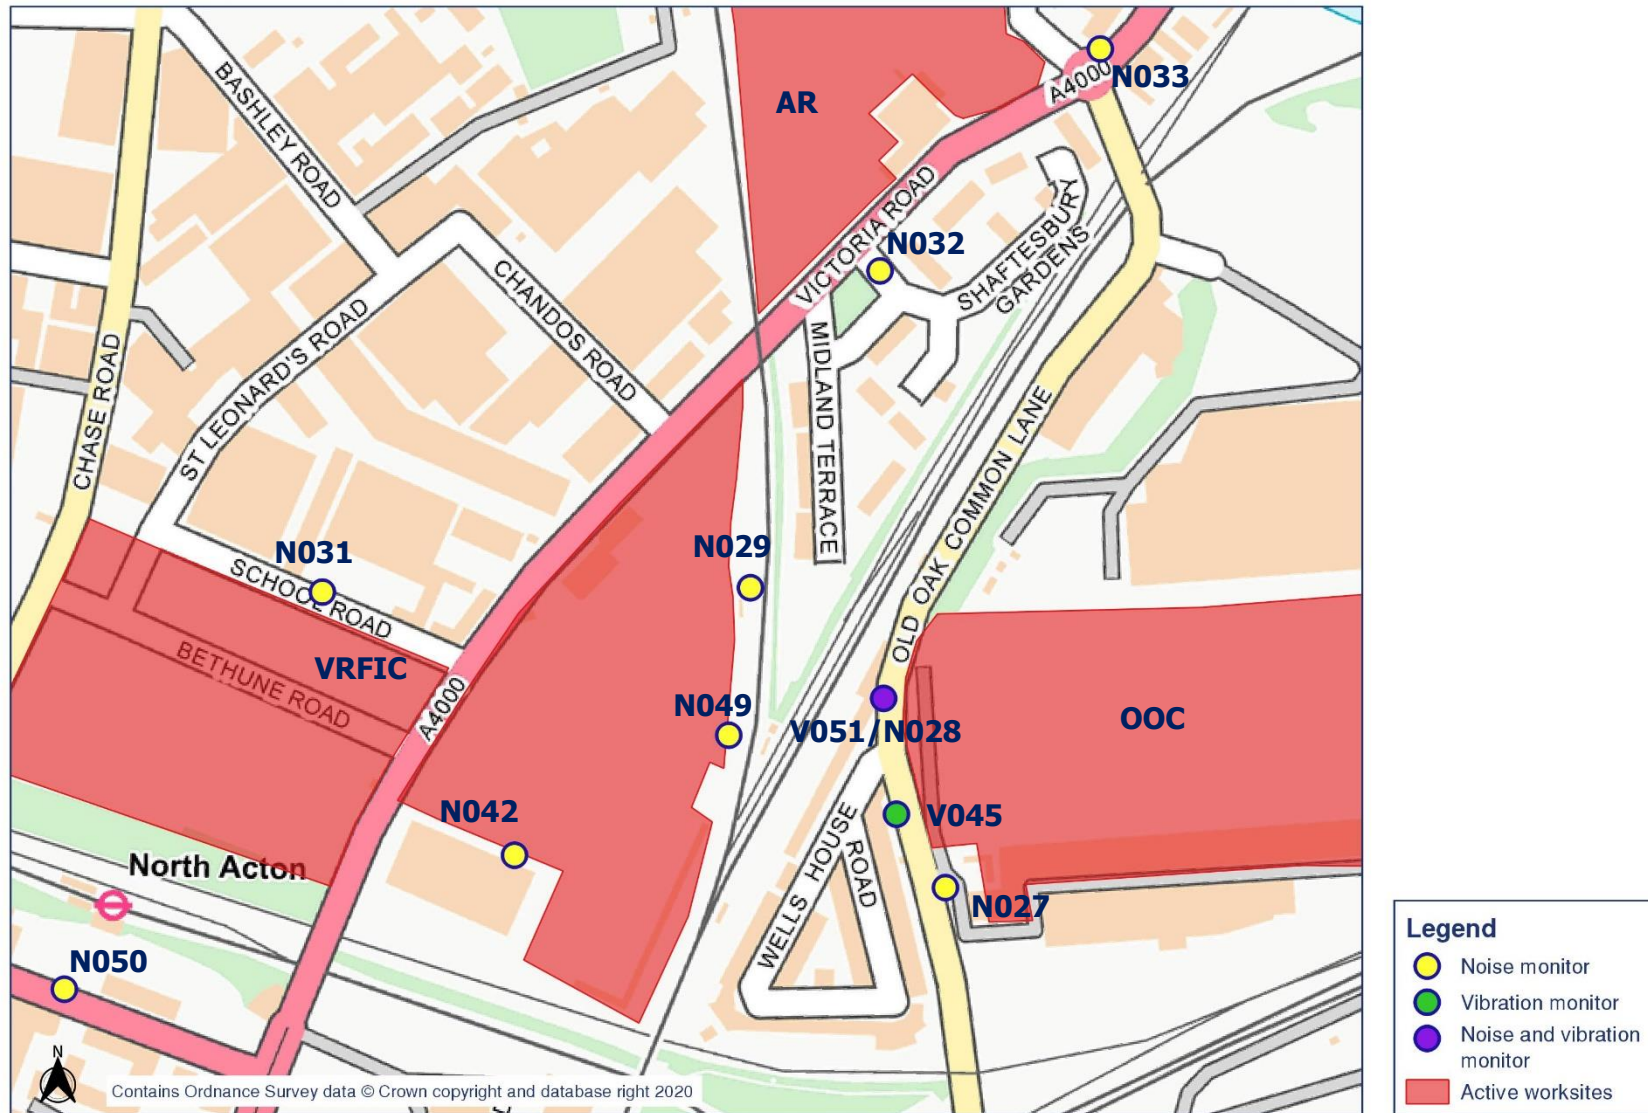 A4000
N033
BASHLEY ROAD
AR
VICTORIA ROAD
N032
SHAFTESBURY
GARDENS
CHANDOS ROAD
ST LEONARD'S ROAD
CHASE ROAD
MIDLAND TERRACE
OLD OAK COMMON LANE
N031
SCHOOL ROAD
N029
BETHUNE ROAD
VRFIC
A4000
N049
V051/N028
OOC
N042
V045
WELLS HOUSE
ROAD
North Acton
N027
N050
N
Contains Ordnance Survey data © Crown copyright and database right 2020
Legend
Noise monitor
Vibration monitor
Noise and vibration
monitor
Active worksites